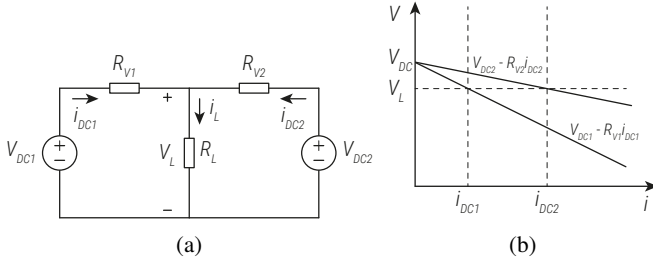 R_V1
R_V2
+
i_DC1
i_L
i_DC2
V_DC1
+
−
V_L
R_L
+
−
V_DC2
−
(a)
V
V_DC
V_DC2 - R_V2 i_DC2
V_L
V_DC1 - R_V1 i_DC1
i_DC1
i_DC2
i
(b)